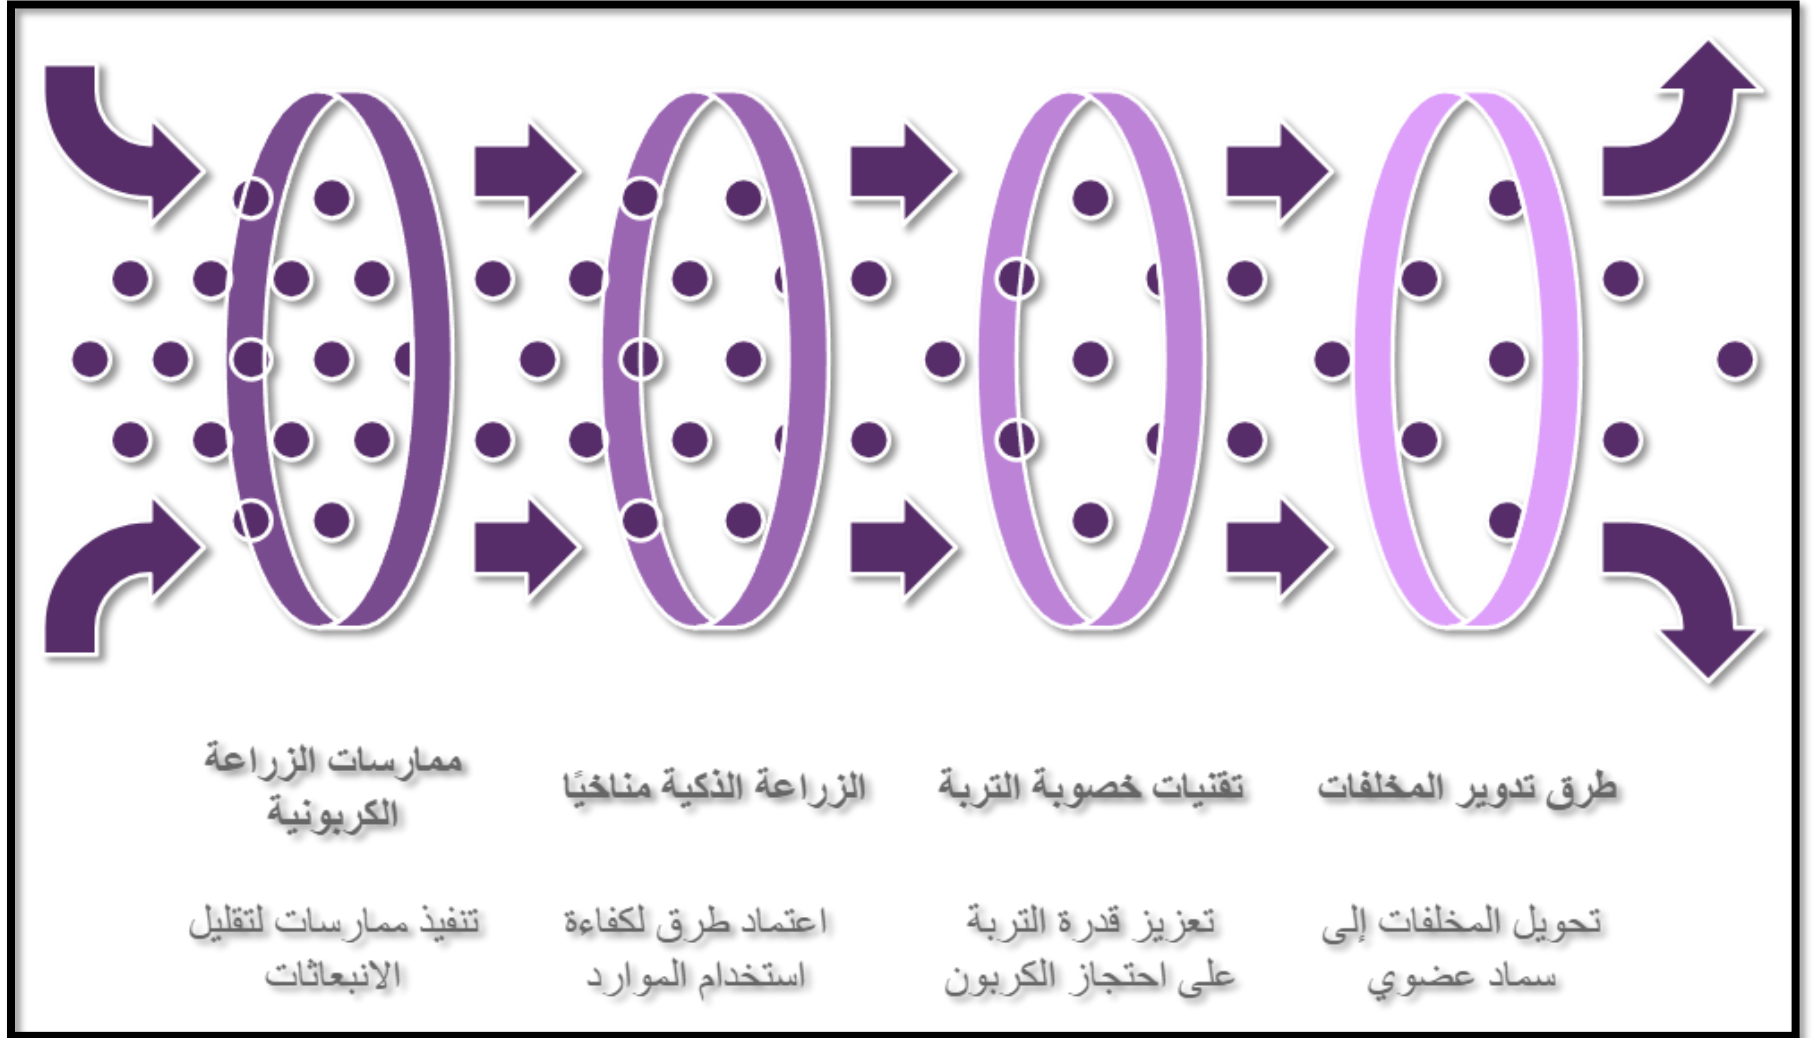 ممارسات الزراعة
الكربونية
تنفيذ ممارسات لتقليل
الانبعاثات
الزراعة الذكية مناخيًا
اعتماد طرق لكفاءة
استخدام الموارد
تقنيات خصوبة التربة
تعزيز قدرة التربة
على احتجاز الكربون
طرق تدوير المخلفات
تحويل المخلفات إلى
سماد عضوي